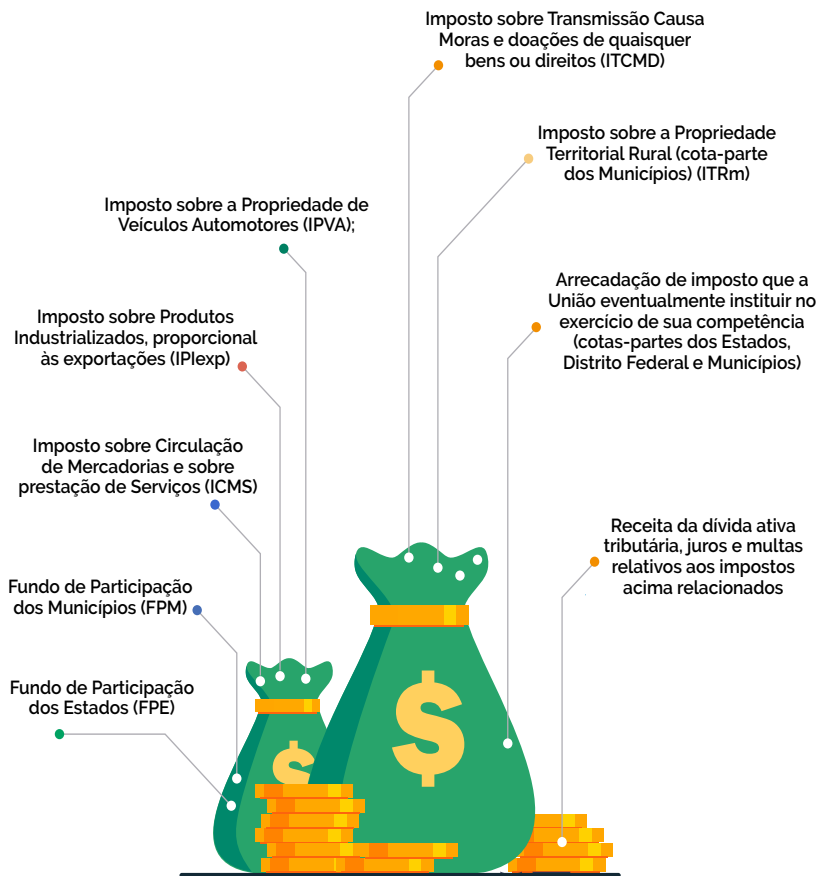 Imposto sobre Transmissão Causa
Moras e doações de quaisquer
bens ou direitos (ITCMD)
Imposto sobre a Propriedade
Territorial Rural (cota-parte
dos Municípios) (ITRm)
Imposto sobre a Propriedade de
Veículos Automotores (IPVA);
Arrecadação de imposto que a
União eventualmente instituir no
exercício de sua competência
(cotas-partes dos Estados,
Distrito Federal e Municípios)
Imposto sobre Produtos
Industrializados, proporcional
às exportações (IPIexp)
Imposto sobre Circulação
de Mercadorias e sobre
prestação de Serviços (ICMS)
Receita da dívida ativa
tributária, juros e multas
relativos aos impostos
acima relacionados
Fundo de Participação
dos Municípios (FPM)
Fundo de Participação
dos Estados (FPE)
$
$